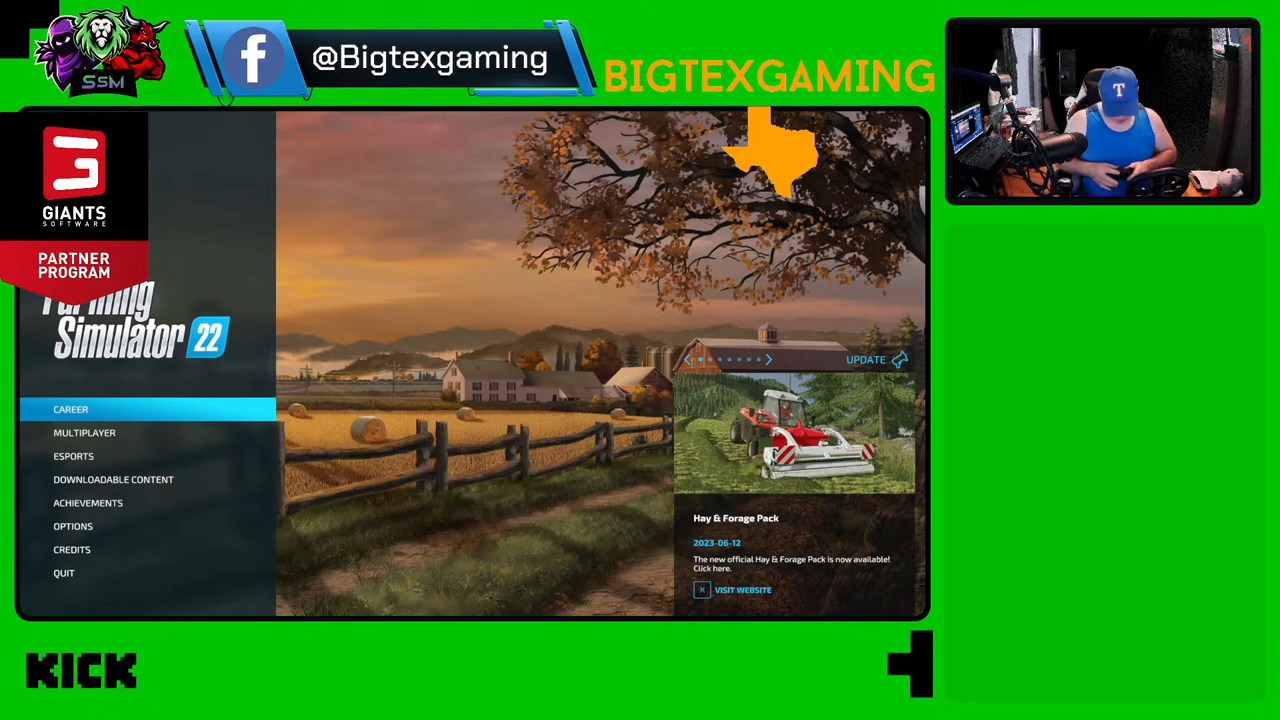 SSM
@Bigtexgaming
BIGTEXGAMING
T
GIANTS
SOFTWARE
PARTNER
PROGRAM
Farming
Simulator 22
CAREER
MULTIPLAYER
ESPORTS
DOWNLOADABLE CONTENT
ACHIEVEMENTS
OPTIONS
CREDITS
QUIT
UPDATE
Hay & Forage Pack
2023-06-12
The new official Hay & Forage Pack is now available!
Click here.
X VISIT WEBSITE
KICK